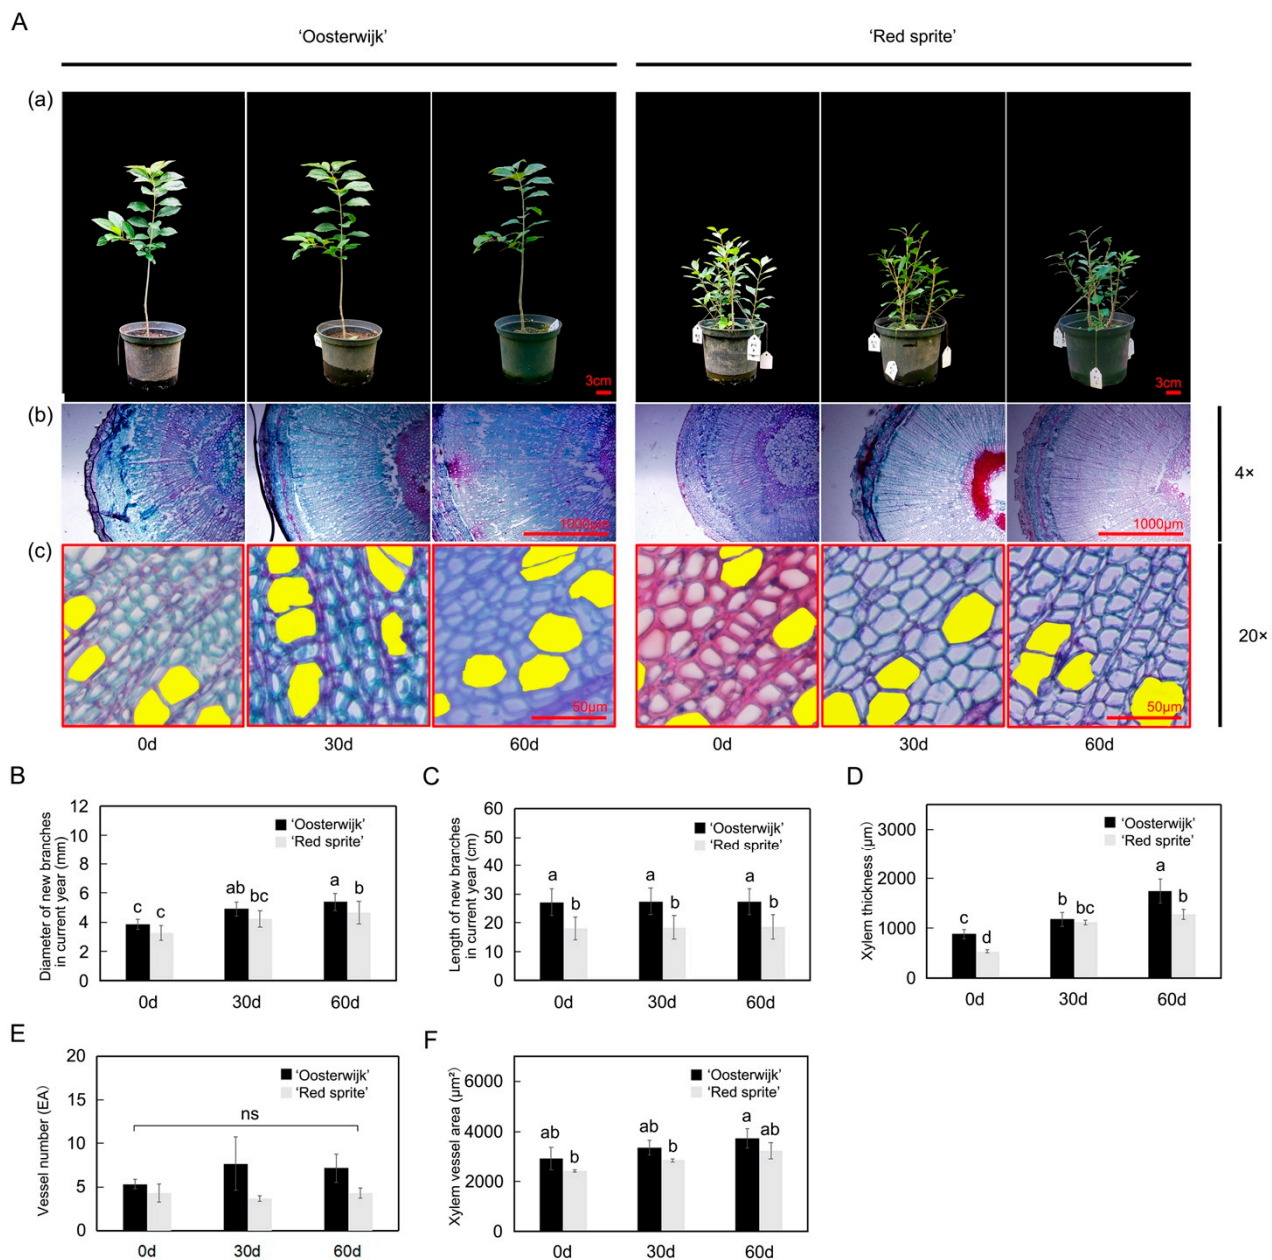 A
‘Oosterwijk’ ‘Red sprite’
(a)
3cm 3cm
(b)
1000μm 1000μm
4×
(c)
50μm 50μm
20×
0d 30d 60d 0d 30d 60d
B
Diameter of new branches
in current year (mm)
12
10
8
6
4
2
0
‘Oosterwijk’
‘Red sprite’
c c ab bc a b
0d 30d 60d
C
Length of new branches
in current year (cm)
60
50
40
30
20
10
0
‘Oosterwijk’
‘Red sprite’
a b a b a b
0d 30d 60d
D
Xylem thickness (μm)
3000
2000
1000
0
‘Oosterwijk’
‘Red sprite’
c d b bc a b
0d 30d 60d
E
Vessel number (EA)
20
15
10
5
0
‘Oosterwijk’
‘Red sprite’
ns
0d 30d 60d
F
Xylem vessel area (μm²)
6000
4000
2000
0
‘Oosterwijk’
‘Red sprite’
ab b ab b a ab
0d 30d 60d